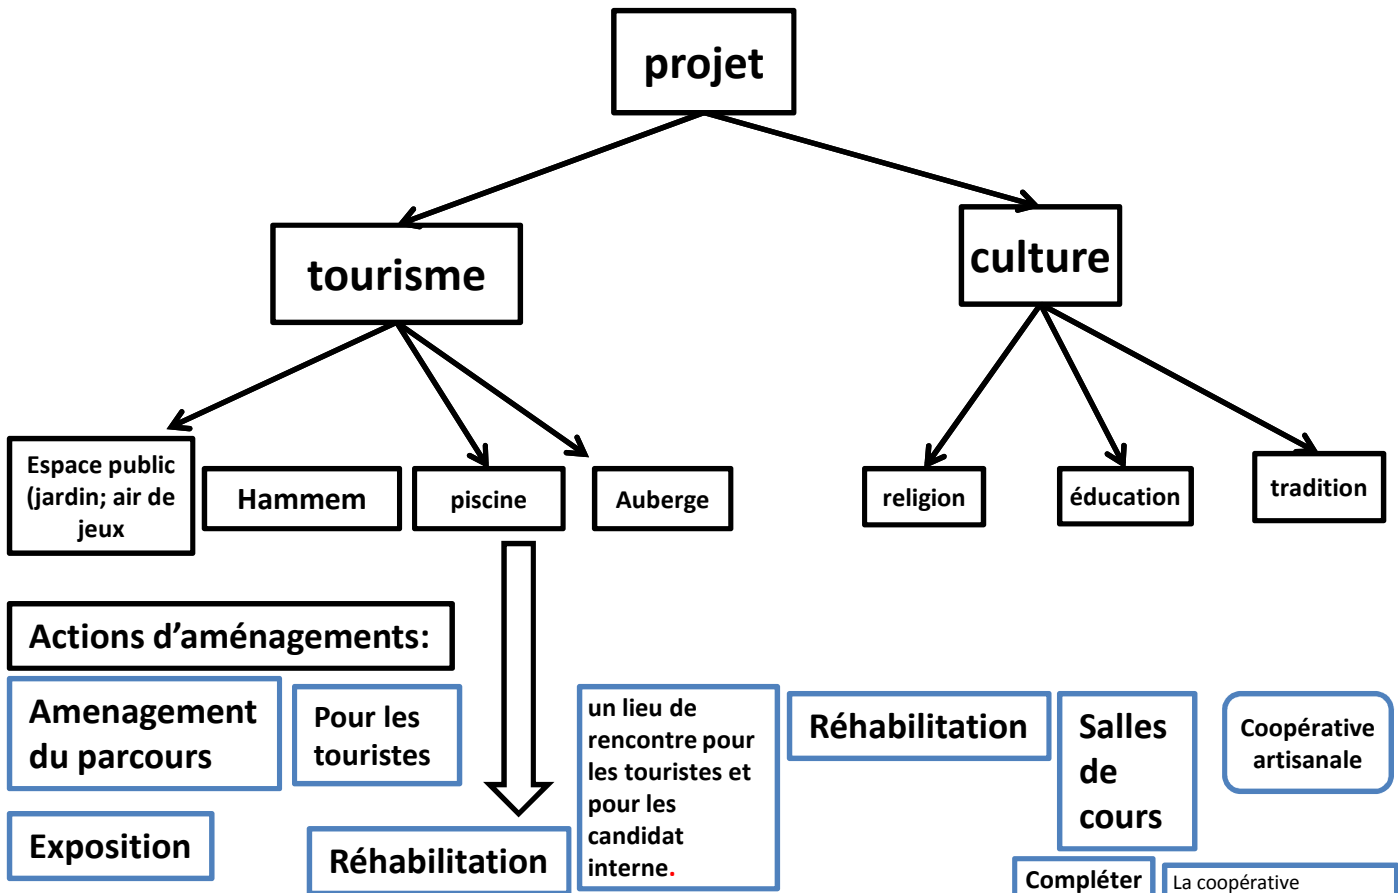 projet
tourisme
culture
Espace public
(jardin; air de
jeux
Hammem
piscine
Auberge
religion
éducation
tradition
Actions d’aménagements:
Amenagement
du parcours
Pour les
touristes
un lieu de
rencontre pour
les touristes et
pour les
candidat
interne.
Réhabilitation
Salles
de
cours
Coopérative
artisanale
Exposition
Réhabilitation
Compléter
La coopérative